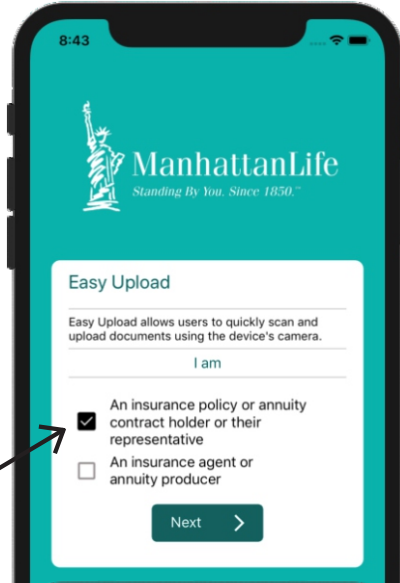 8:43
ManhattanLife
Standing By You. Since 1850.™
Easy Upload
Easy Upload allows users to quickly scan and
upload documents using the device's camera.
I am
An insurance policy or annuity
contract holder or their
representative
An insurance agent or
annuity producer
Next